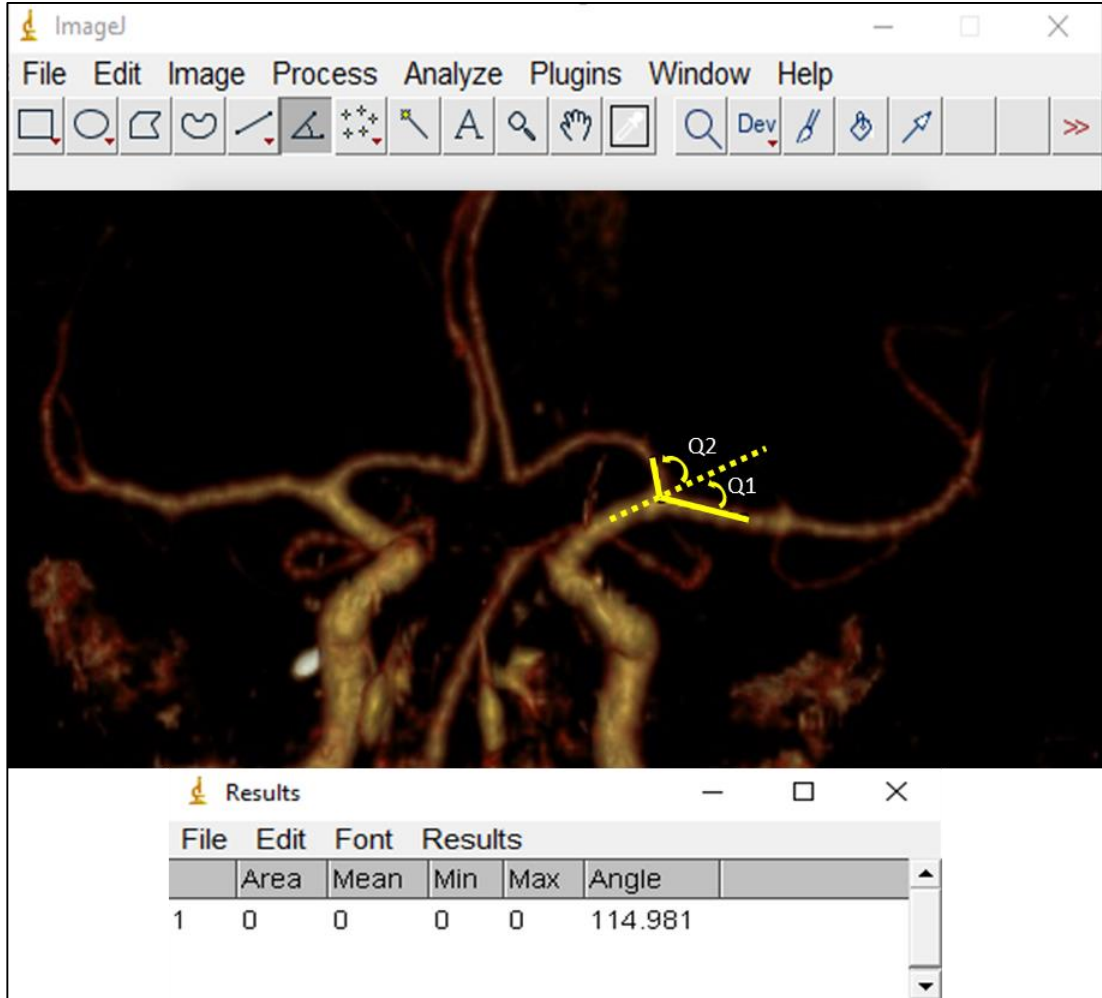 ImageJ
File Edit Image Process Analyze Plugins Window Help
A Dev >>
Q2
Q1
Results
File Edit Font Results
Area Mean Min Max Angle
1 0 0 0 0 114.981